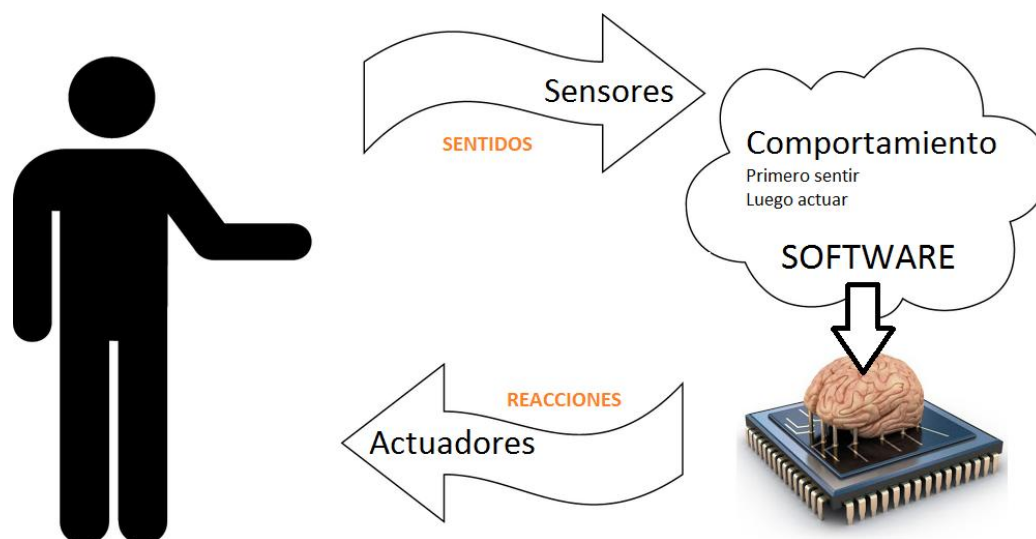 Sensores
SENTIDOS
Comportamiento
Primero sentir
Luego actuar
SOFTWARE
REACCIONES
Actuadores